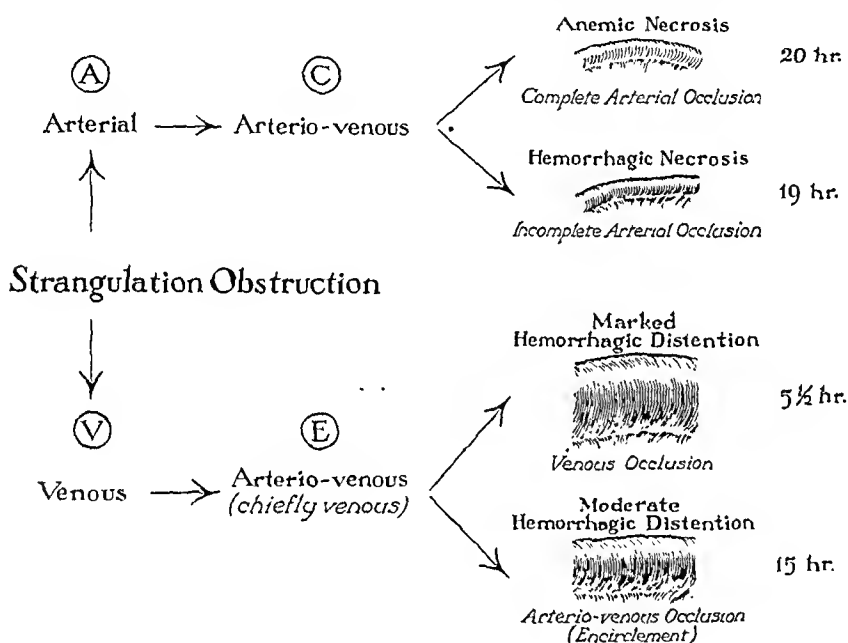 Anemic Necrosis
20 hr.
Complete Arterial Occlusion
A
C
Arterial
Arterio-venous
Hemorrhagic Necrosis
19 hr.
Incomplete Arterial Occlusion
Strangulation Obstruction
Marked
Hemorrhagic Distention
5½ hr.
Venous Occlusion
V
E
Venous
Arterio-venous
(chiefly venous)
Moderate
Hemorrhagic Distention
15 hr.
Arterio-venous Occlusion
(Encirclement)